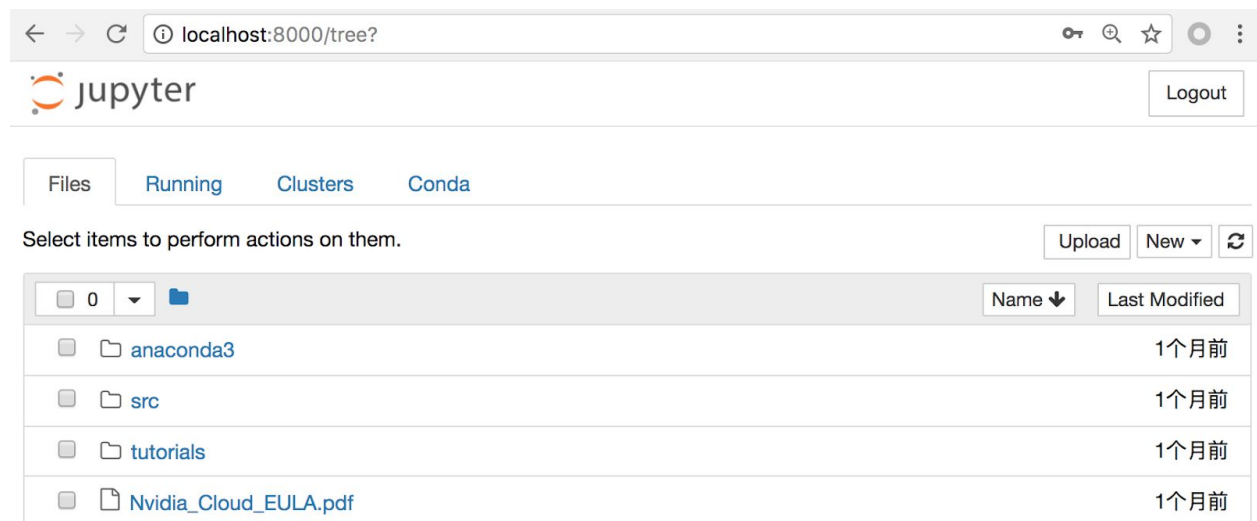 localhost:8000/tree?
jupyter
Logout
Files Running Clusters Conda
Select items to perform actions on them.
Upload New
0 Name Last Modified
anaconda3 1个月前
src 1个月前
tutorials 1个月前
Nvidia_Cloud_EULA.pdf 1个月前